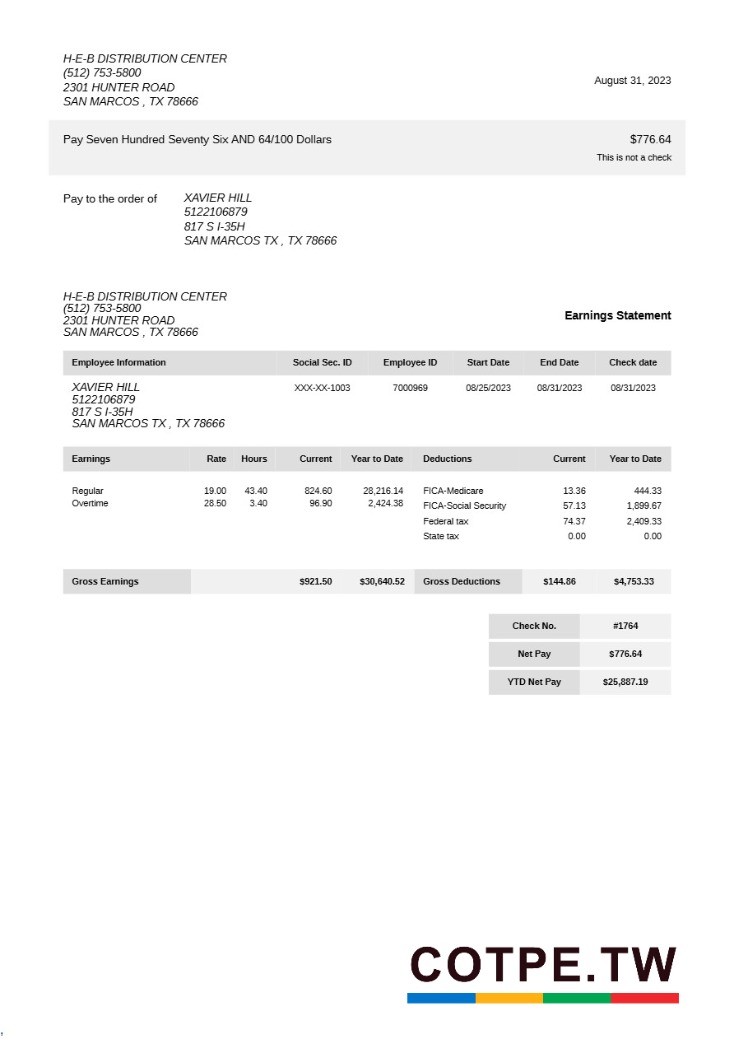 H-E-B DISTRIBUTION CENTER
(512) 753-5800
2301 HUNTER ROAD
SAN MARCOS , TX 78666
August 31, 2023
Pay Seven Hundred Seventy Six AND 64/100 Dollars $776.64
This is not a check
Pay to the order of XAVIER HILL
5122106879
817 S I-35H
SAN MARCOS TX , TX 78666
H-E-B DISTRIBUTION CENTER
(512) 753-5800
2301 HUNTER ROAD
SAN MARCOS , TX 78666
Earnings Statement
Employee Information Social Sec. ID Employee ID Start Date End Date Check date
XAVIER HILL XXX-XX-1003 7000969 08/25/2023 08/31/2023 08/31/2023
5122106879
817 S I-35H
SAN MARCOS TX , TX 78666
Earnings Rate Hours Current Year to Date Deductions Current Year to Date
Regular 19.00 43.40 824.60 28,216.14 FICA-Medicare 13.36 444.33
Overtime 28.50 3.40 96.90 2,424.38 FICA-Social Security 57.13 1,899.67
Federal tax 74.37 2,409.33
State tax 0.00 0.00
Gross Earnings $921.50 $30,640.52 Gross Deductions $144.86 $4,753.33
Check No. #1764
Net Pay $776.64
YTD Net Pay $25,887.19
COTPE.TW